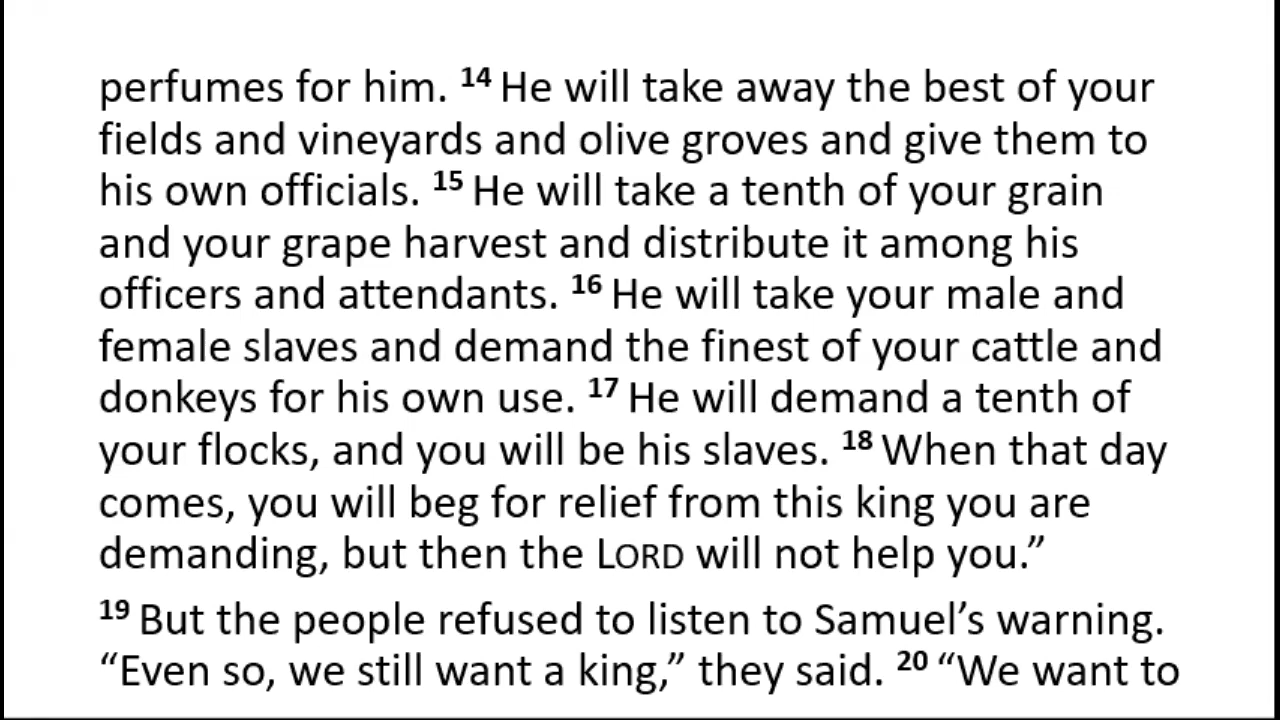 perfumes for him. 14 He will take away the best of your
fields and vineyards and olive groves and give them to
his own officials. 15 He will take a tenth of your grain
and your grape harvest and distribute it among his
officers and attendants. 16 He will take your male and
female slaves and demand the finest of your cattle and
donkeys for his own use. 17 He will demand a tenth of
your flocks, and you will be his slaves. 18 When that day
comes, you will beg for relief from this king you are
demanding, but then the LORD will not help you.”
19 But the people refused to listen to Samuel’s warning.
“Even so, we still want a king,” they said. 20 “We want to